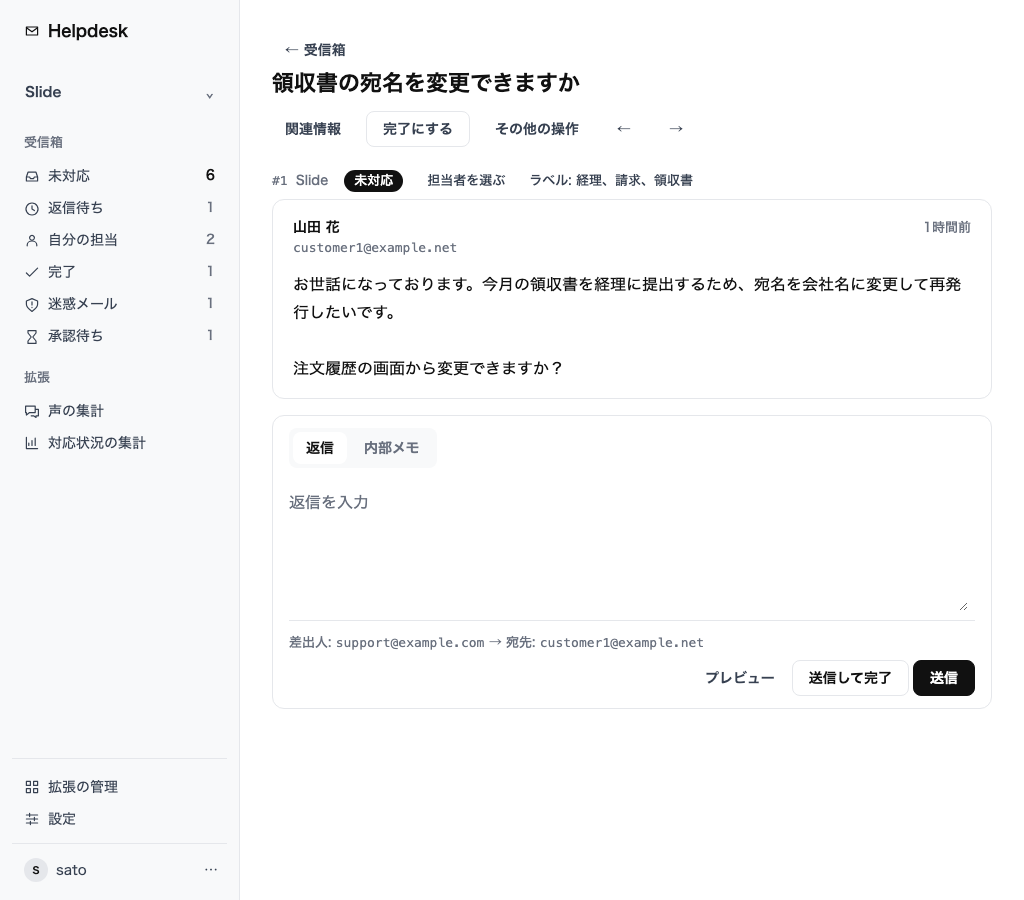 Helpdesk
Slide
受信箱
未対応 6
返信待ち 1
自分の担当 2
完了 1
迷惑メール 1
承認待ち 1
拡張
声の集計
対応状況の集計
拡張の管理
設定
S sato ...
← 受信箱
領収書の宛名を変更できますか
関連情報 完了にする その他の操作 ← →
#1 Slide 未対応 担当者を選ぶ ラベル: 経理、請求、領収書
山田 花 1時間前
customer1@example.net
お世話になっております。今月の領収書を経理に提出するため、宛名を会社名に変更して再発
行したいです。
注文履歴の画面から変更できますか？
返信 内部メモ
返信を入力
差出人: support@example.com → 宛先: customer1@example.net
プレビュー 送信して完了 送信